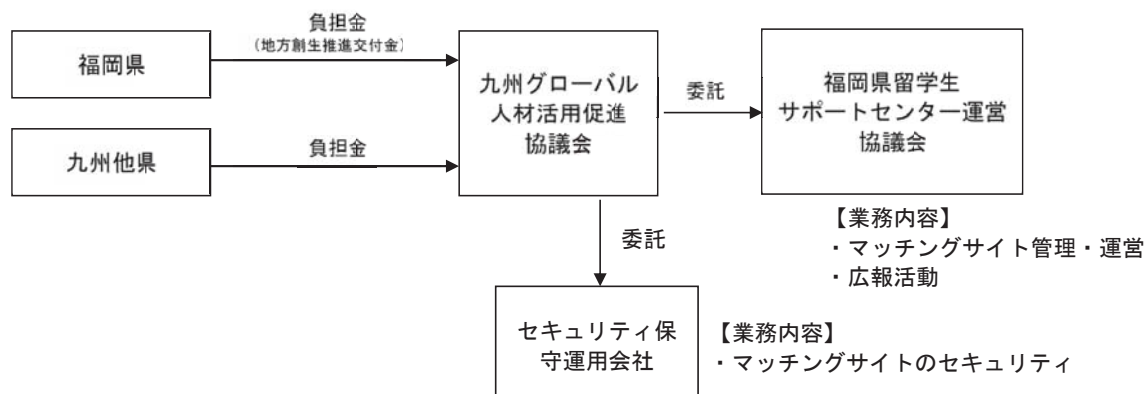 負担金
(地方創生推進交付金)
福岡県
九州他県
負担金
九州グローバル
人材活用促進
協議会
委託
福岡県留学生
サポートセンター運営
協議会
【業務内容】
・マッチングサイト管理・運営
・広報活動
委託
セキュリティ保
守運用会社
【業務内容】
・マッチングサイトのセキュリティ